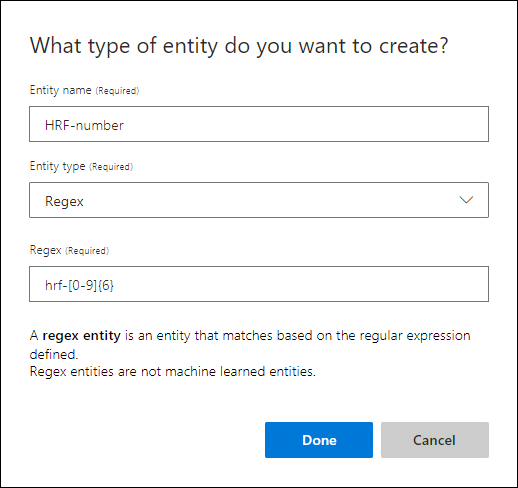 What type of entity do you want to create?
Entity name (Required)
HRF-number
Entity type (Required)
Regex
Regex (Required)
hrf-[0-9]{6}
A regex entity is an entity that matches based on the regular expression
defined.
Regex entities are not machine learned entities.
Done
Cancel